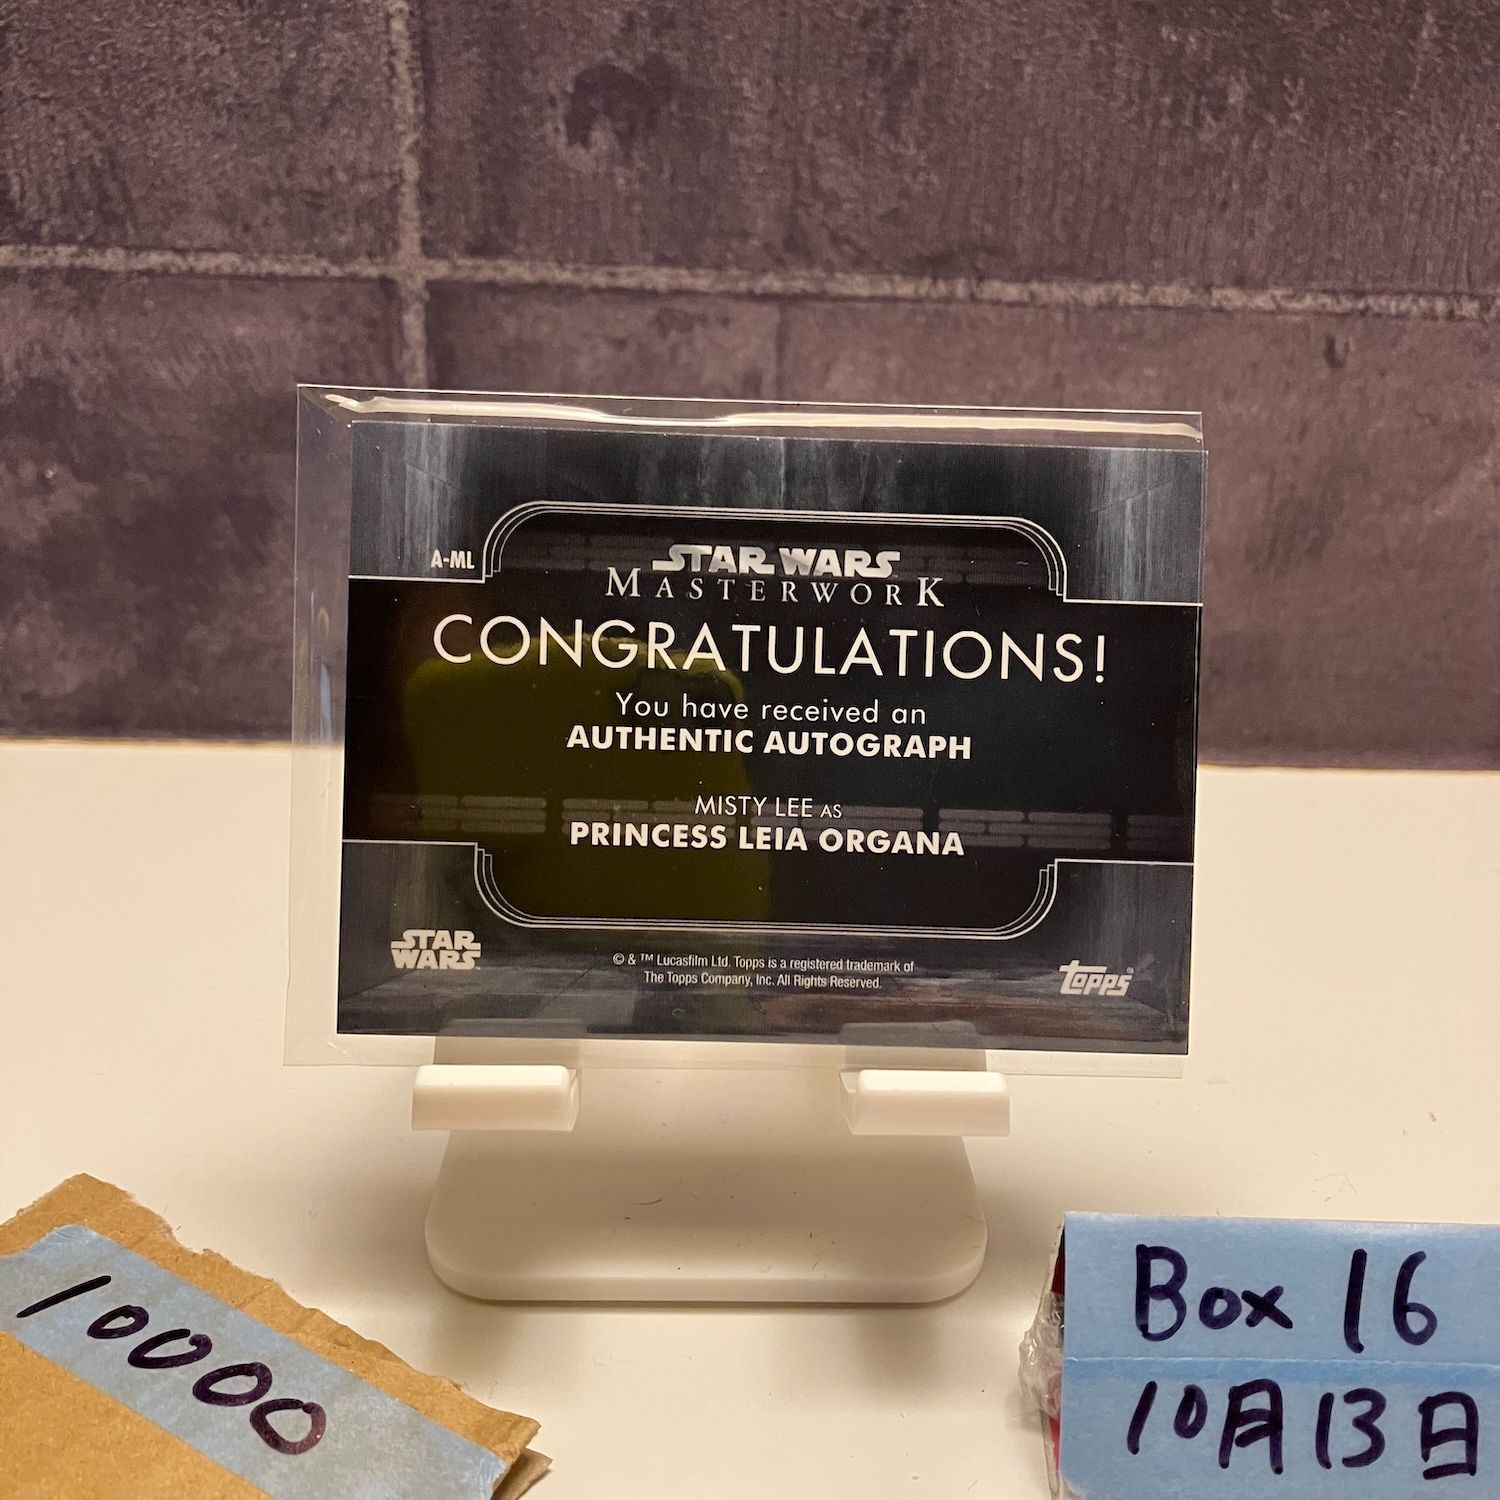 A-ML
STAR WARS
MASTERWORK
CONGRATULATIONS!
You have received an
AUTHENTIC AUTOGRAPH
MISTY LEE AS
PRINCESS LEIA ORGANA
STAR
WARS
© & ™ Lucasfilm Ltd. Topps is a registered trademark of
The Topps Company, Inc. All Rights Reserved.
topps®
10000
Box 16
10月13日